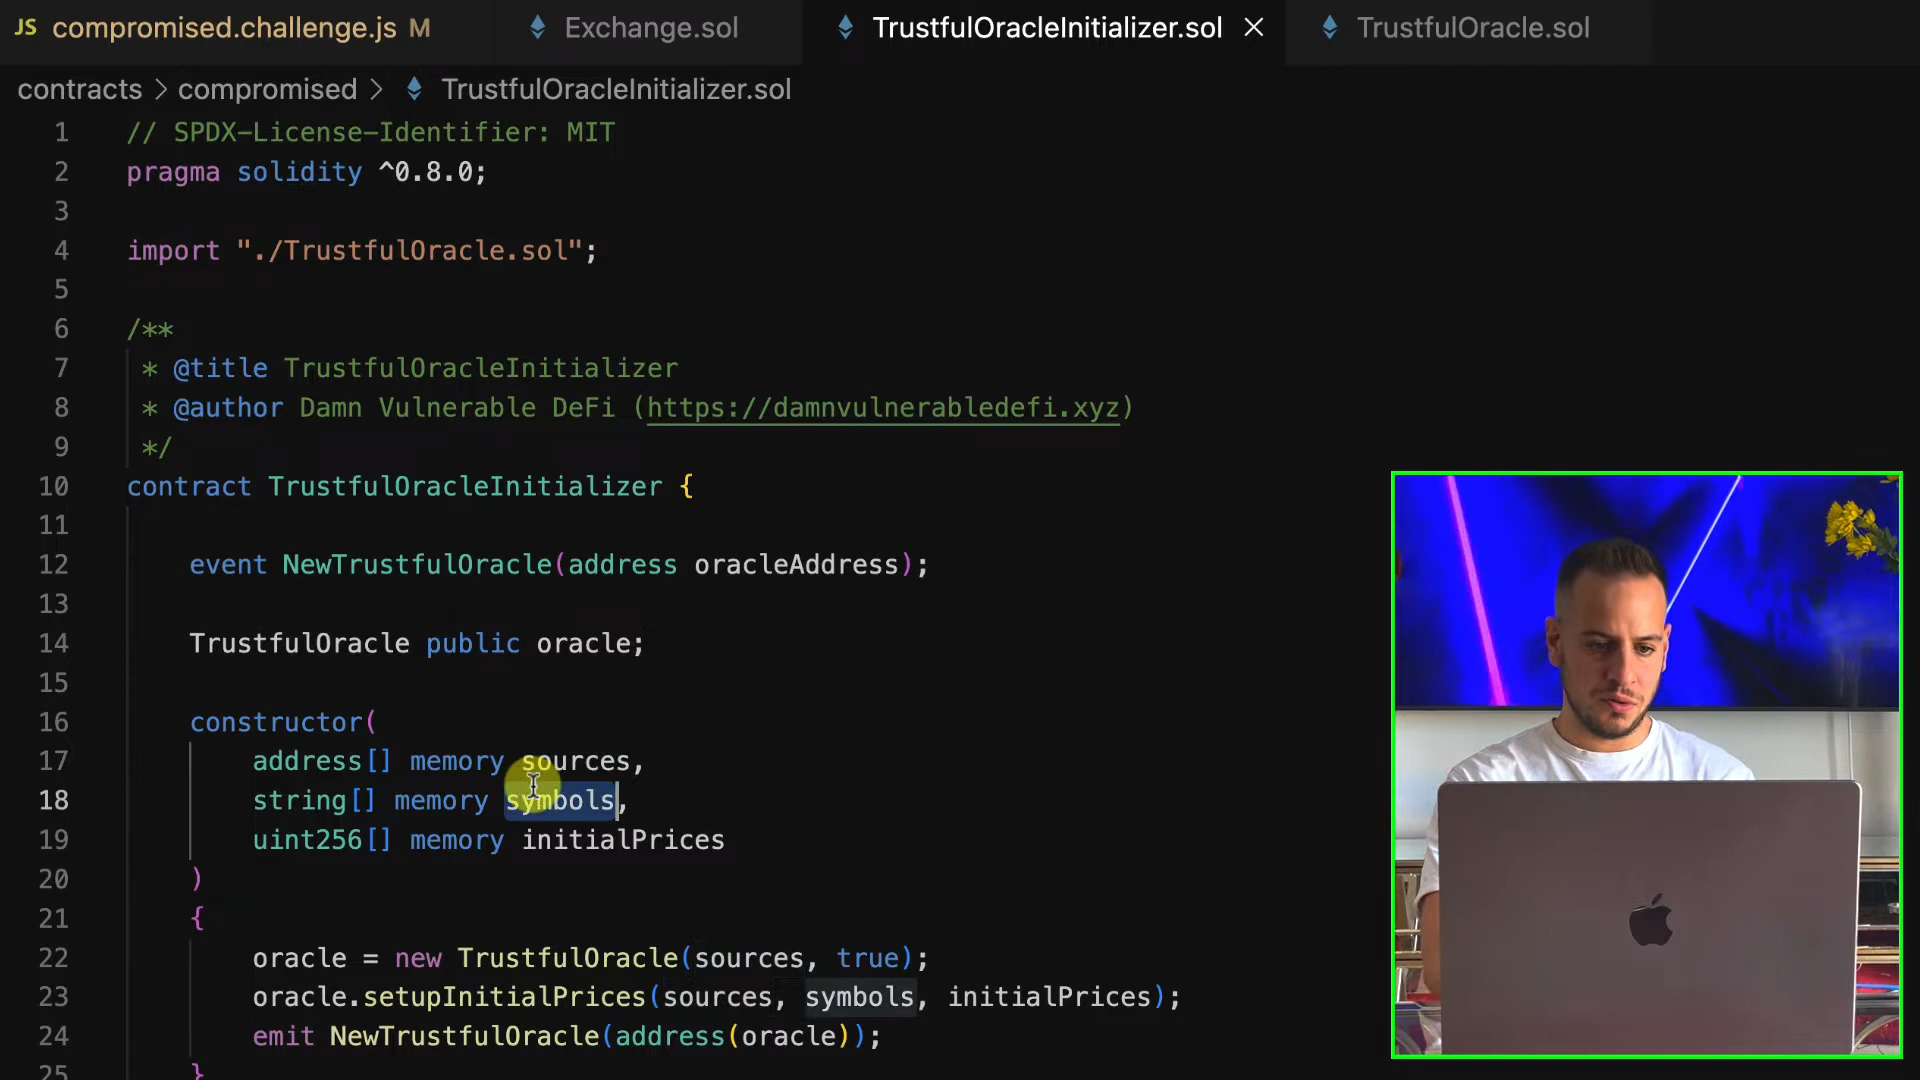 JS compromised.challenge.js M
Exchange.sol
TrustfulOracleInitializer.sol
TrustfulOracle.sol
contracts > compromised > TrustfulOracleInitializer.sol
1 // SPDX-License-Identifier: MIT
2 pragma solidity ^0.8.0;
3
4 import "./TrustfulOracle.sol";
5
6 /**
7 * @title TrustfulOracleInitializer
8 * @author Damn Vulnerable DeFi (https://damnvulnerabledefi.xyz)
9 */
10 contract TrustfulOracleInitializer {
11
12 event NewTrustfulOracle(address oracleAddress);
13
14 TrustfulOracle public oracle;
15
16 constructor(
17 address[] memory sources,
18 string[] memory symbols,
19 uint256[] memory initialPrices
20 )
21 {
22 oracle = new TrustfulOracle(sources, true);
23 oracle.setupInitialPrices(sources, symbols, initialPrices);
24 emit NewTrustfulOracle(address(oracle));
25 }